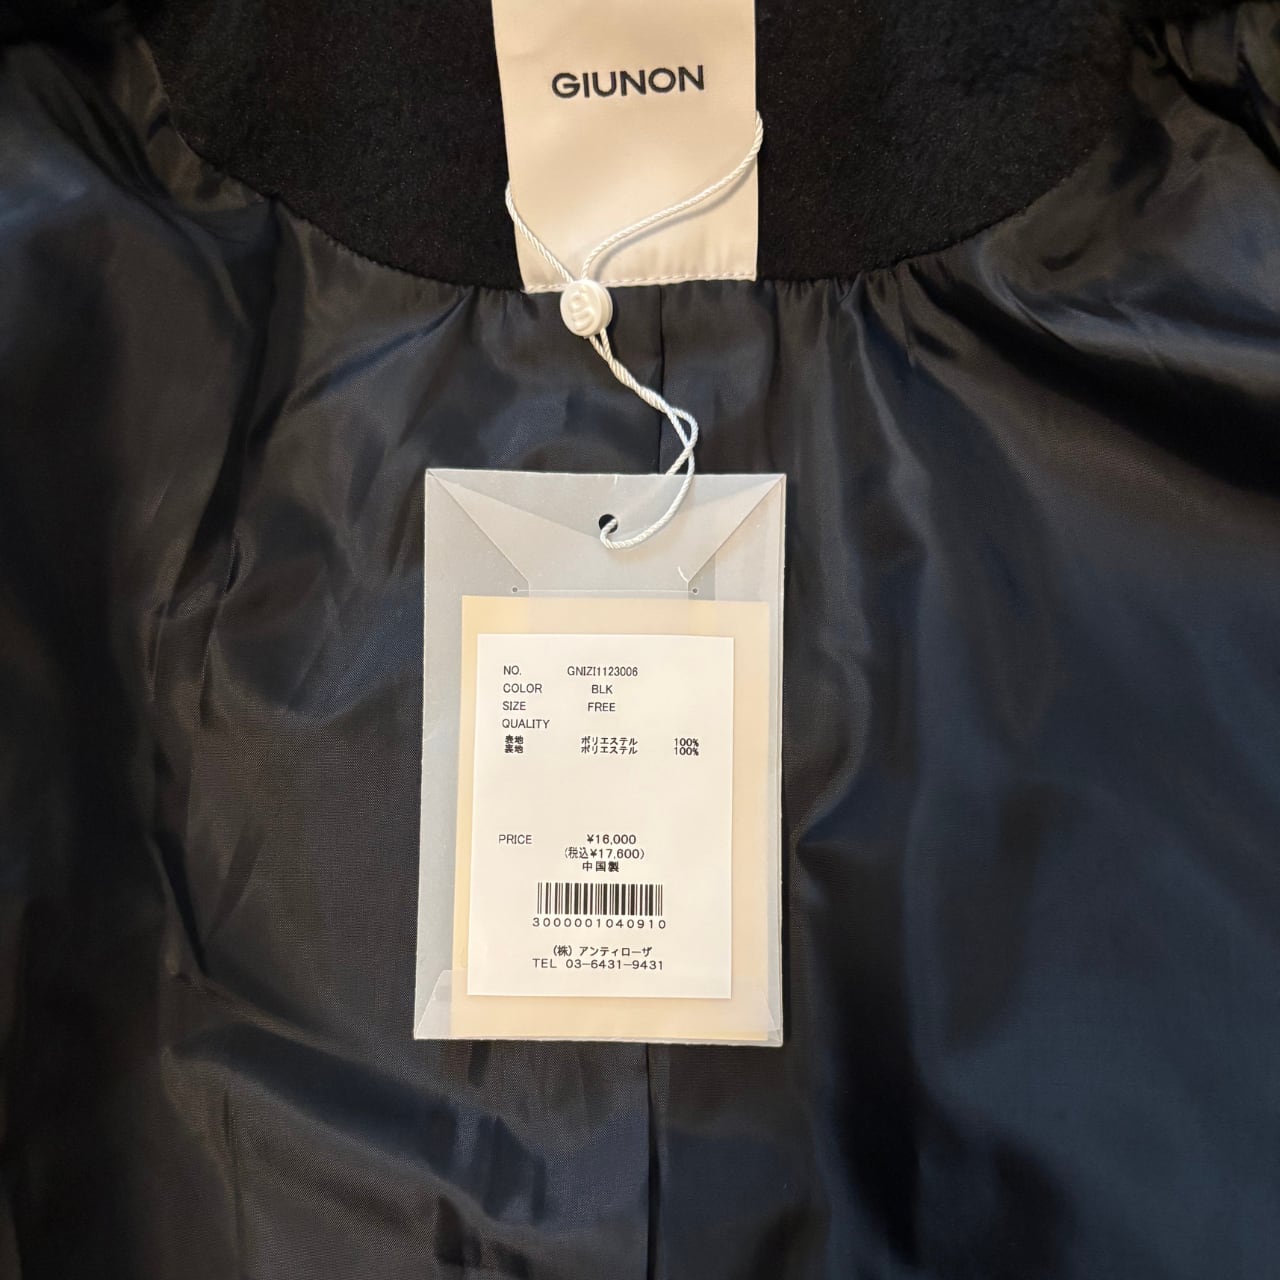 GIUNON
NO. GNIZI1123006
COLOR BLK
SIZE FREE
QUALITY
表地 ポリエステル 100%
裏地 ポリエステル 100%
PRICE ¥16,000
(税込¥17,600)
中国製
3000001040910
(株)アンティローザ
TEL 03-6431-9431